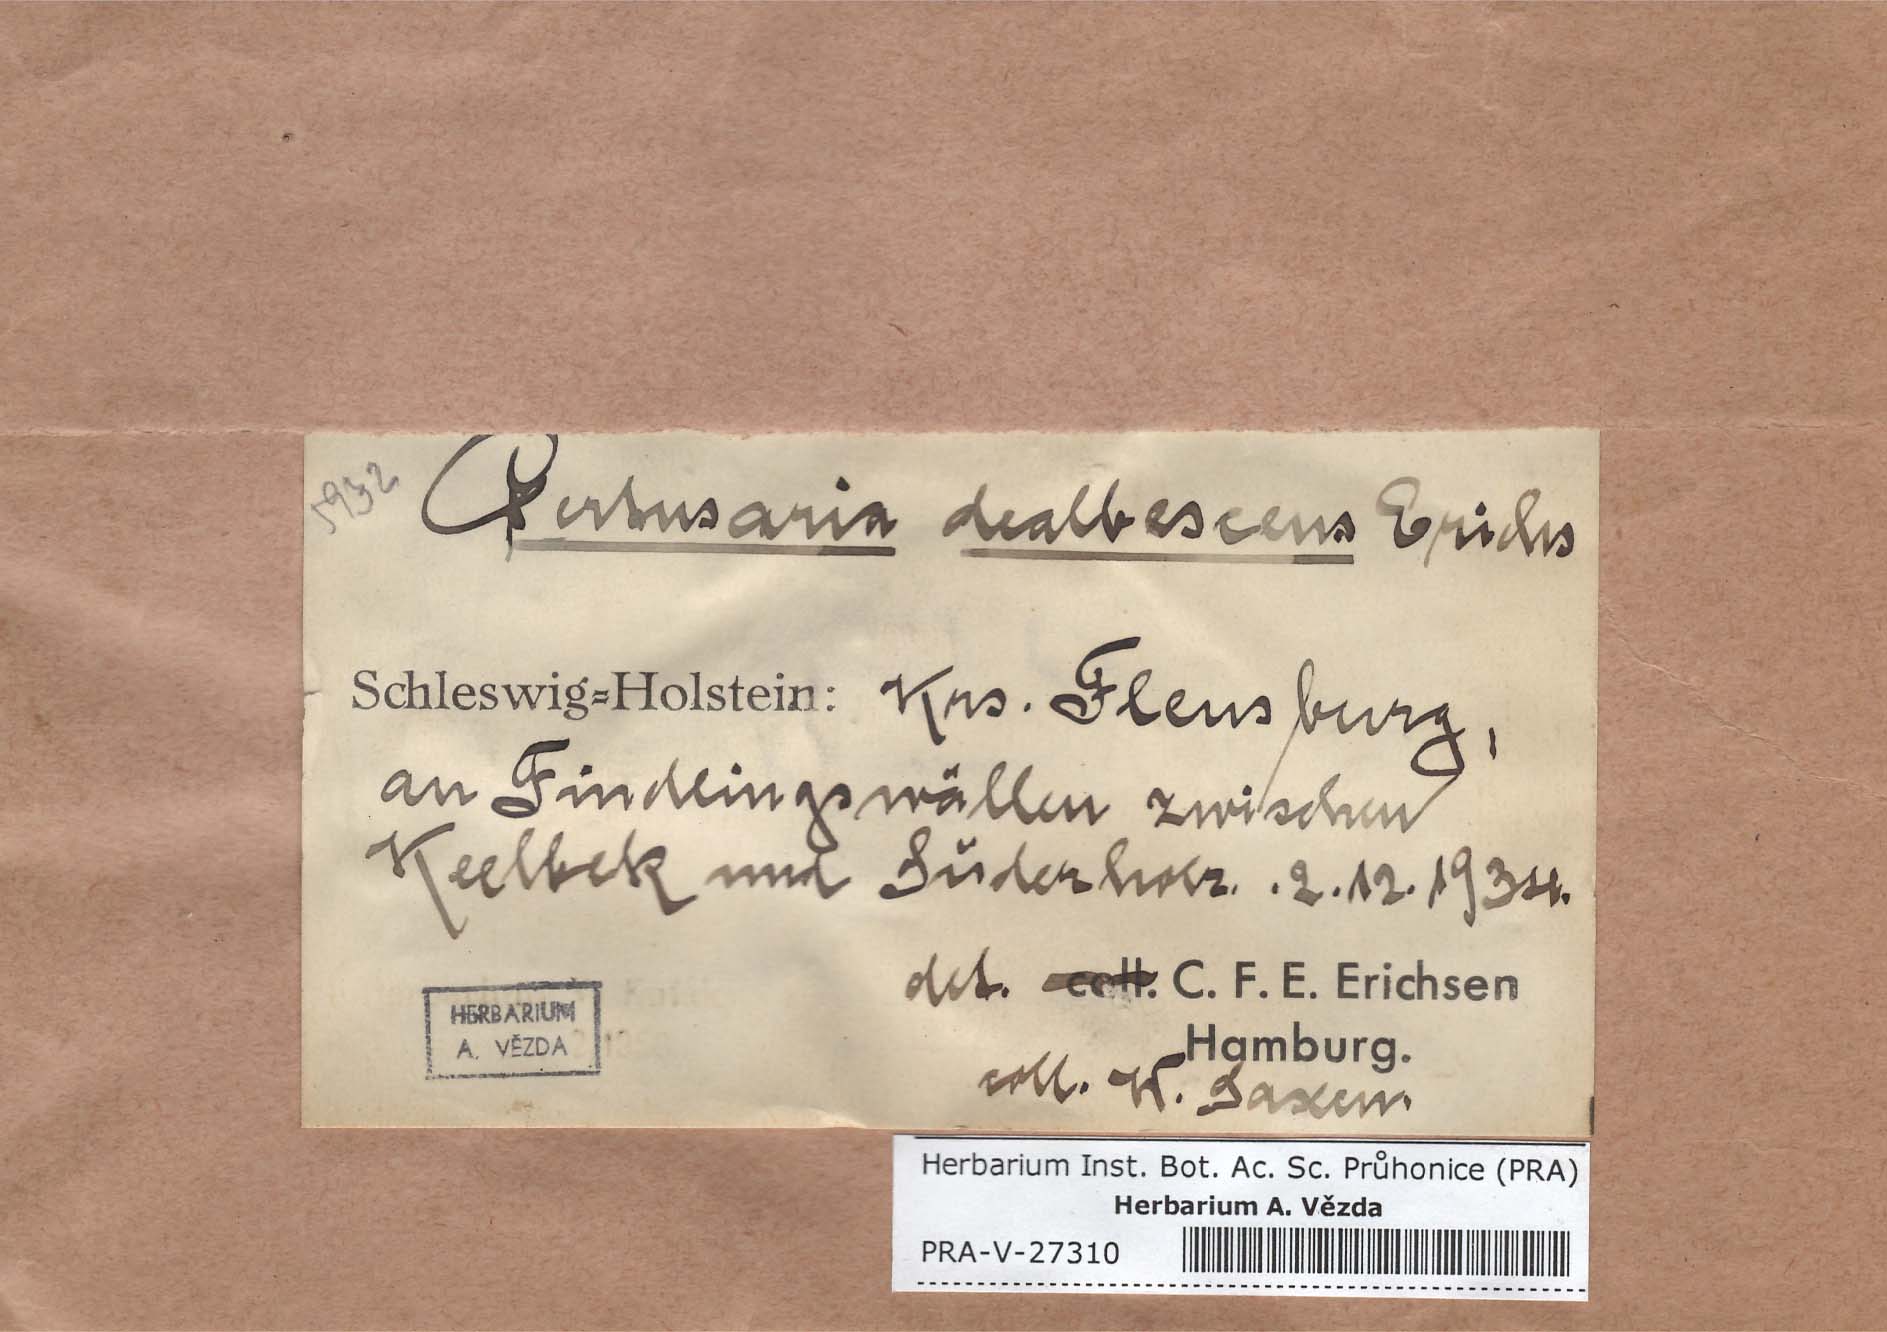 5932
Pertusaria dealbescens Erichs
Schleswig=Holstein: Krs. Flensburg,
an Findlingswällen zwischen
Keelbek und Süderholz. 2.12.1934.
det. coll. C. F. E. Erichsen
Hamburg.
coll. W. Saxen.
HERBARIUM
A. VĚZDA
Herbarium Inst. Bot. Ac. Sc. Průhonice (PRA)
Herbarium A. Vězda
PRA-V-27310